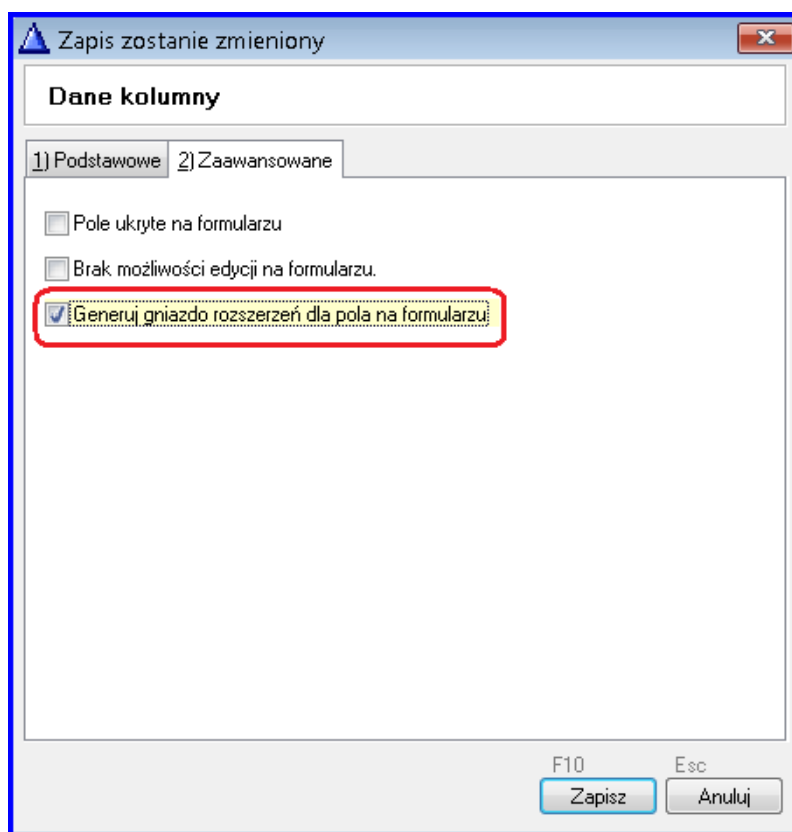 Zapis zostanie zmieniony
Dane kolumny
1) Podstawowe 2) Zaawansowane
Pole ukryte na formularzu
Brak możliwości edycji na formularzu.
Generuj gniazdo rozszerzeń dla pola na formularzu
F10 Esc
Zapisz Anuluj